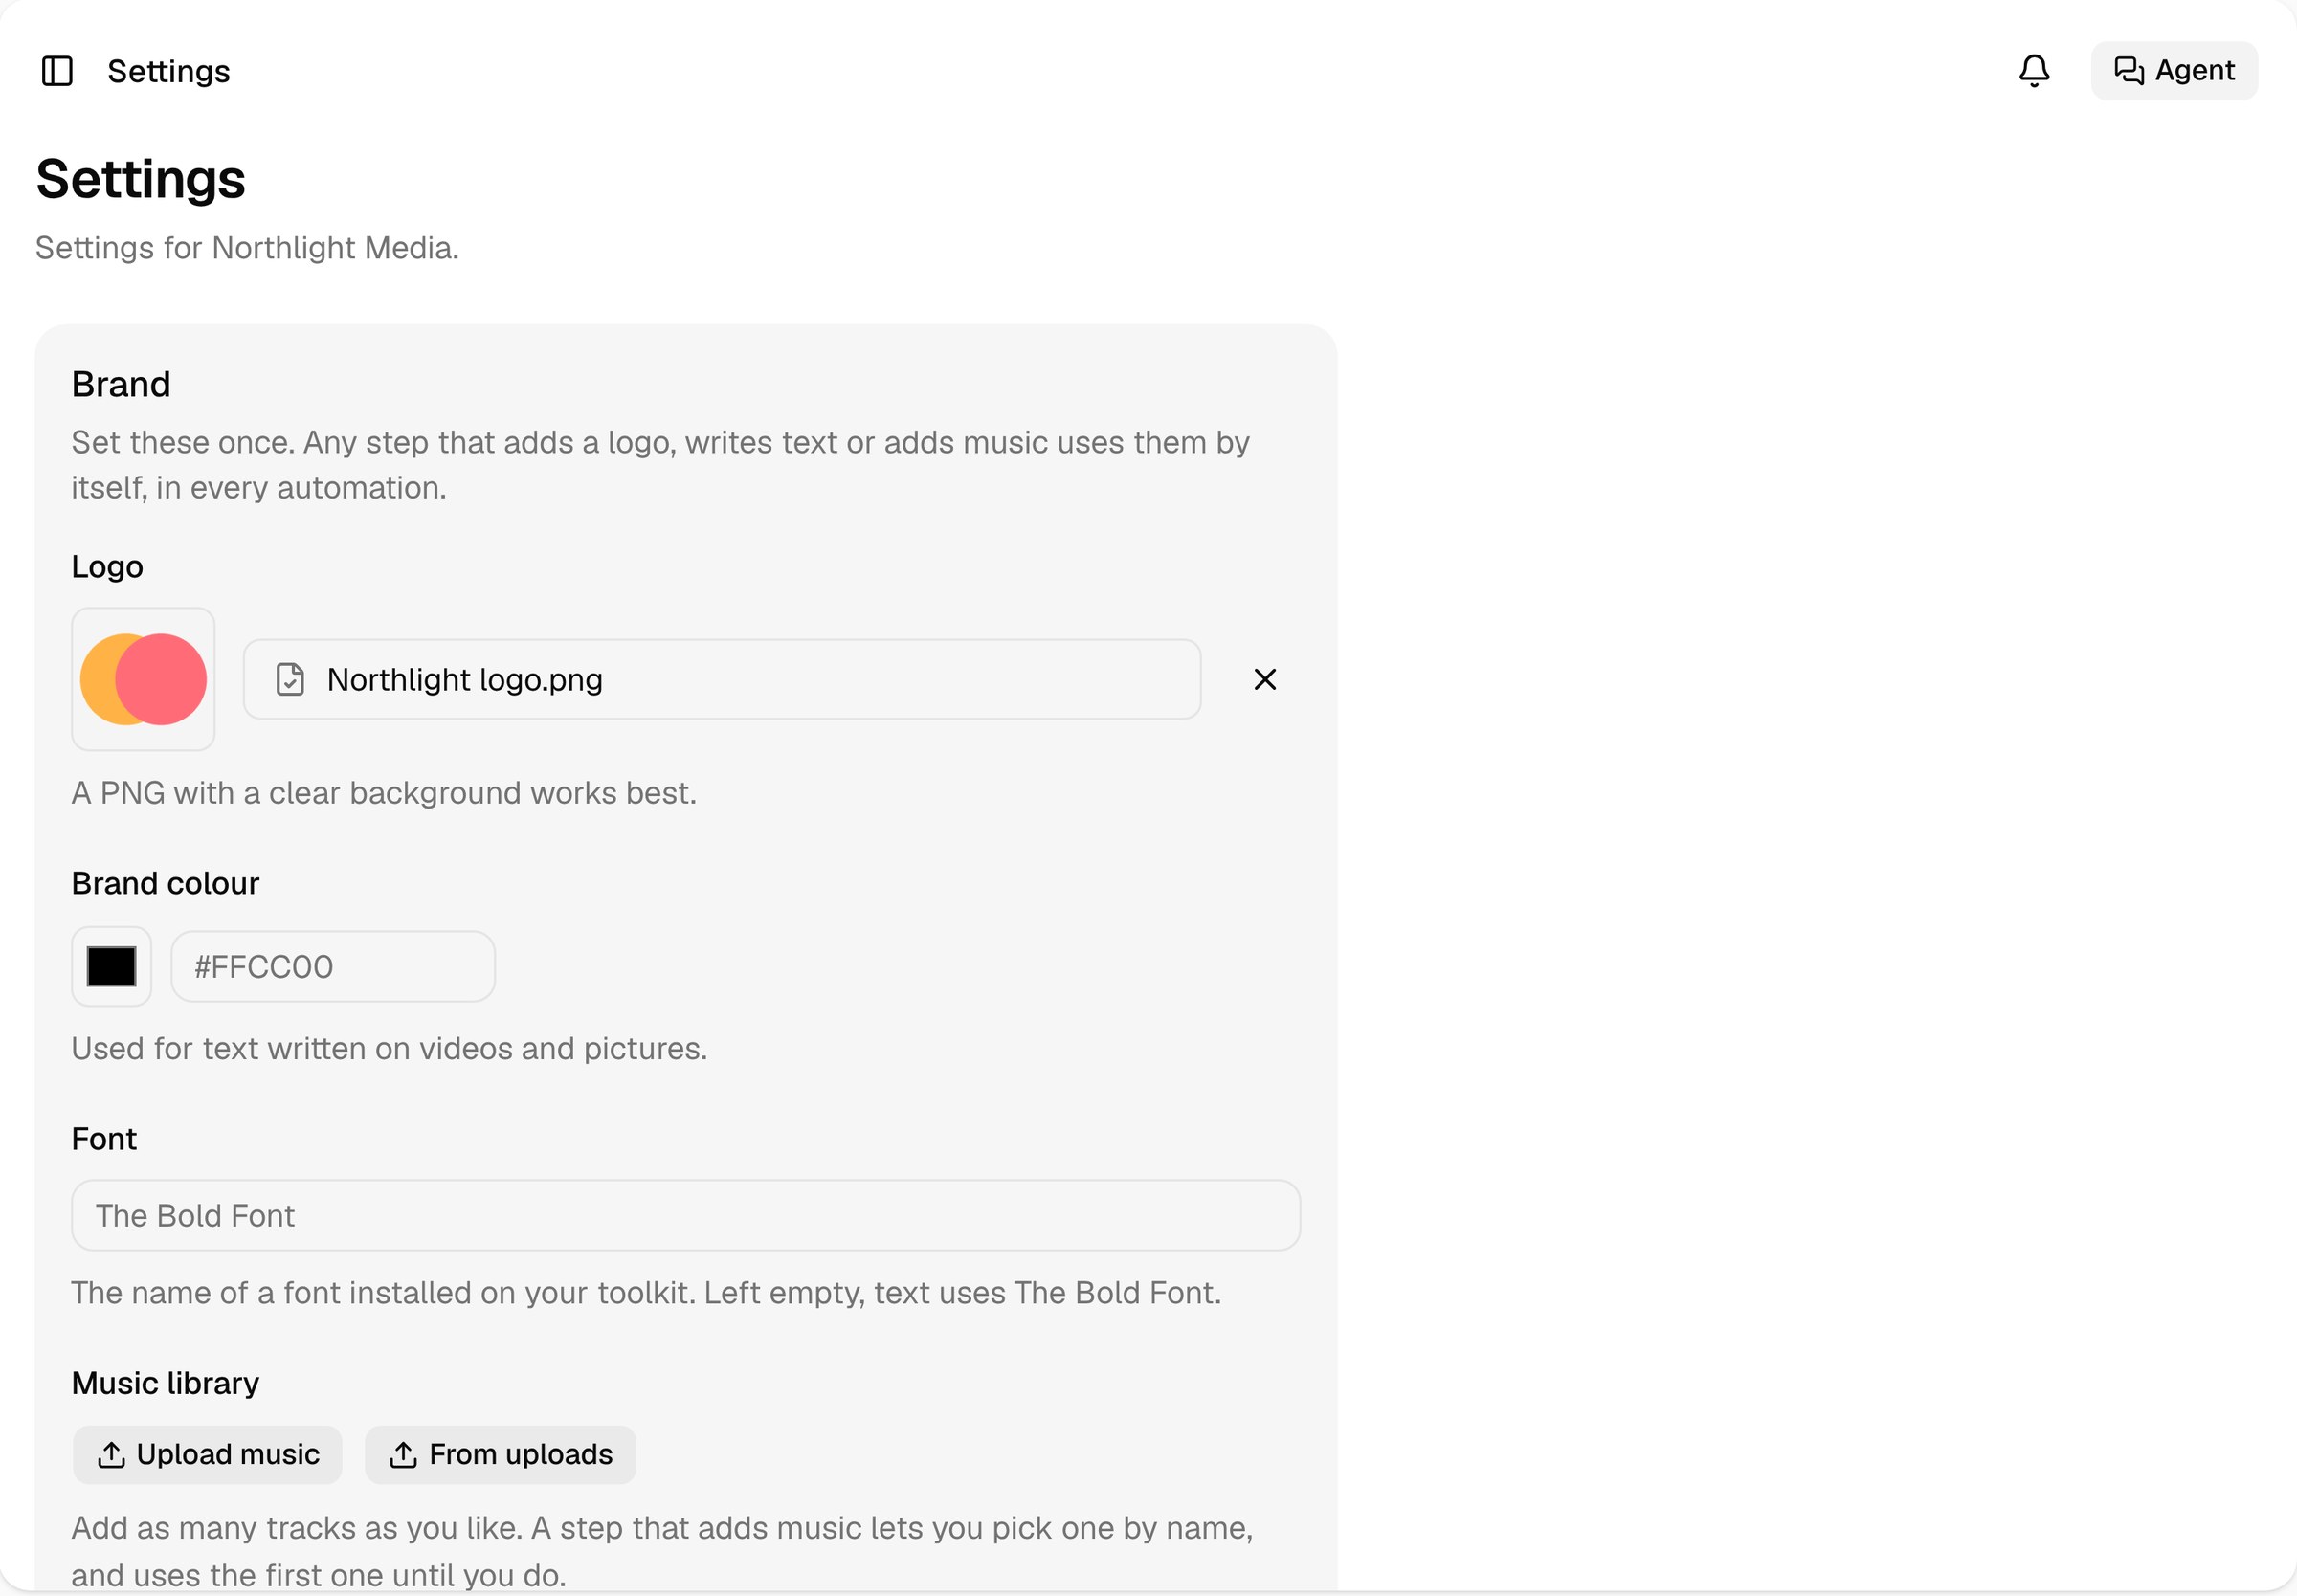 Settings
Agent
Settings
Settings for Northlight Media.
Brand
Set these once. Any step that adds a logo, writes text or adds music uses them by
itself, in every automation.
Logo
Northlight logo.png
A PNG with a clear background works best.
Brand colour
#FFCC00
Used for text written on videos and pictures.
Font
The Bold Font
The name of a font installed on your toolkit. Left empty, text uses The Bold Font.
Music library
Upload music
From uploads
Add as many tracks as you like. A step that adds music lets you pick one by name,
and uses the first one until you do.